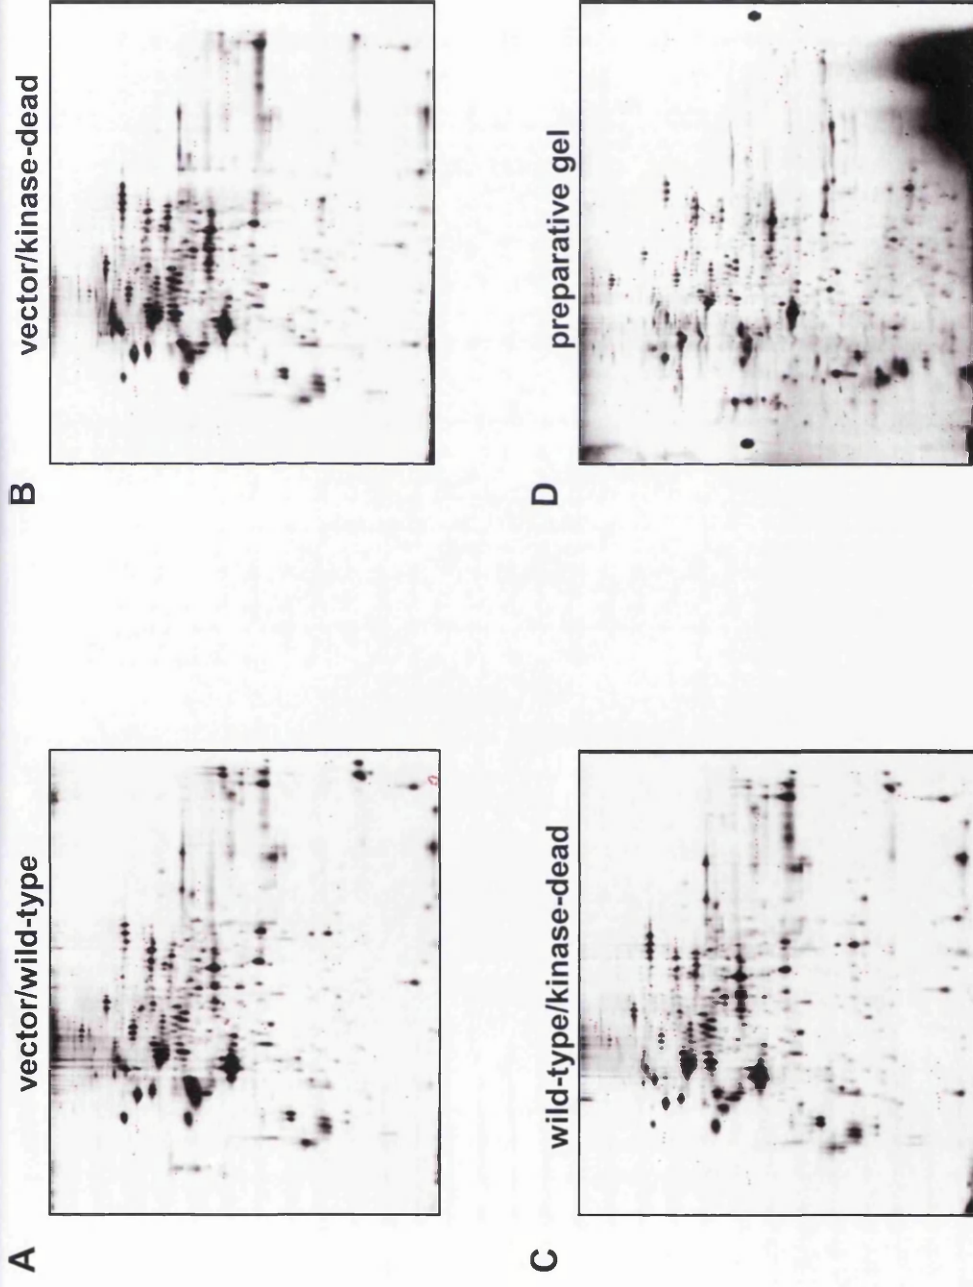 A
vector/wild-type
B
vector/kinase-dead
C
wild-type/kinase-dead
D
preparative gel